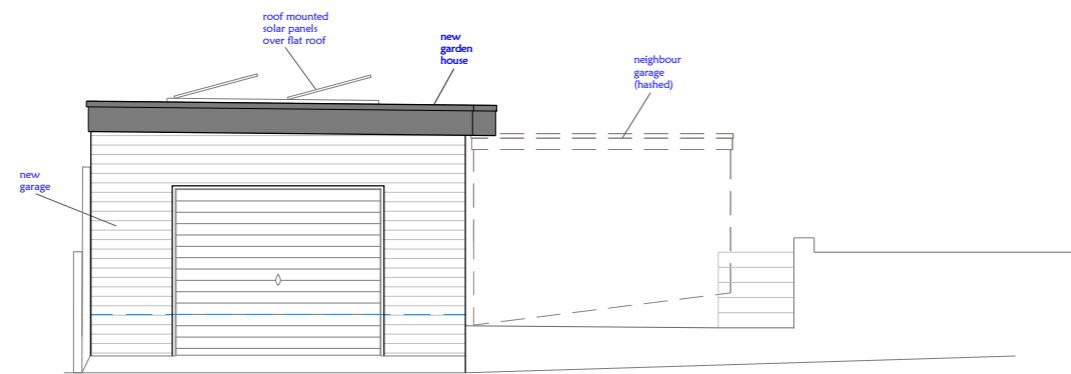 roof mounted
solar panels
over flat roof
new
garden
house
neighbour
garage
(hashed)
new
garage